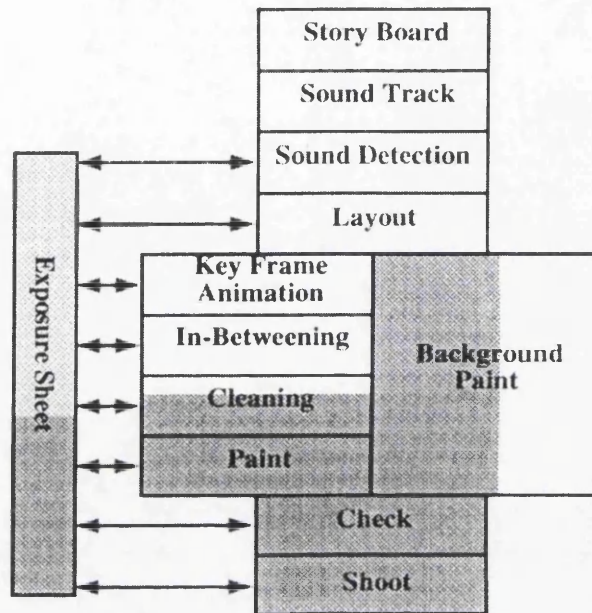 Story Board
Sound Track
Sound Detection
Layout
Exposure Sheet
Key Frame
Animation
In-Betweening
Cleaning
Paint
Background
Paint
Check
Shoot